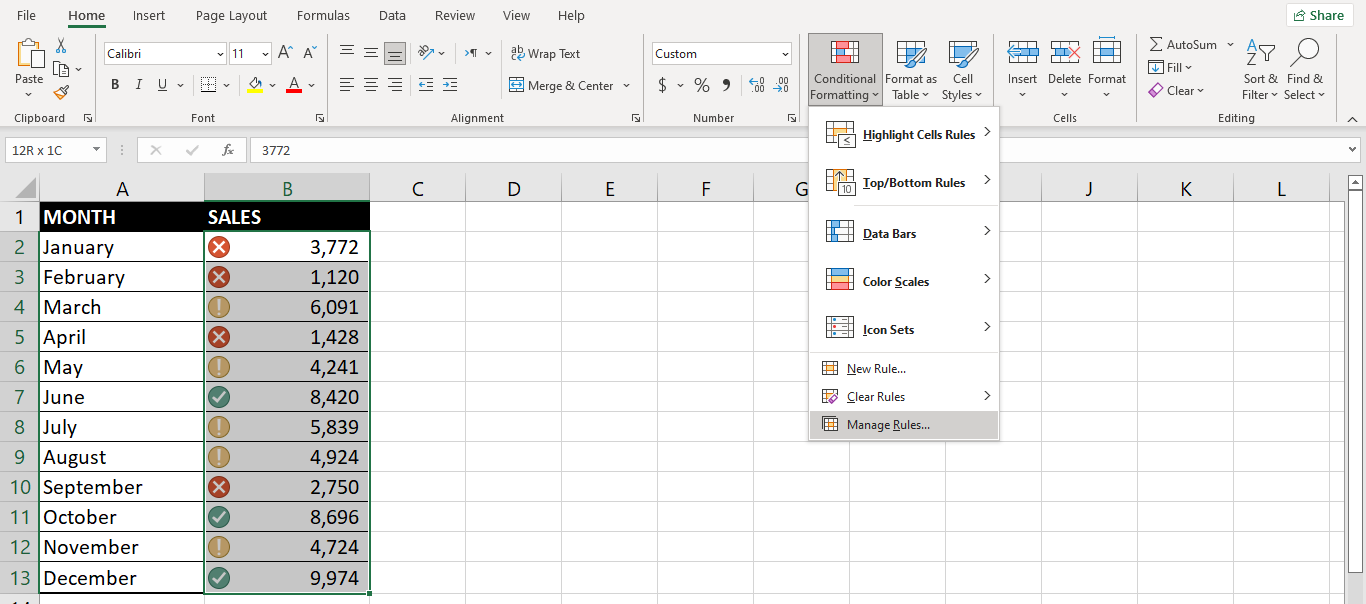 File Home Insert Page Layout Formulas Data Review View Help Share
Calibri 11 Wrap Text Custom AutoSum
Paste Conditional Formatting Format as Table Cell Styles Insert Delete Format Fill Sort & Filter Find & Select
B I U A Merge & Center $ % Clear
Clipboard Font Alignment Number Cells Editing
12R x 1C fx 3772
A B C D E F G J K L
1 MONTH SALES
2 January 3,772
3 February 1,120
4 March 6,091
5 April 1,428
6 May 4,241
7 June 8,420
8 July 5,839
9 August 4,924
10 September 2,750
11 October 8,696
12 November 4,724
13 December 9,974
Highlight Cells Rules
Top/Bottom Rules
Data Bars
Color Scales
Icon Sets
New Rule...
Clear Rules
Manage Rules...